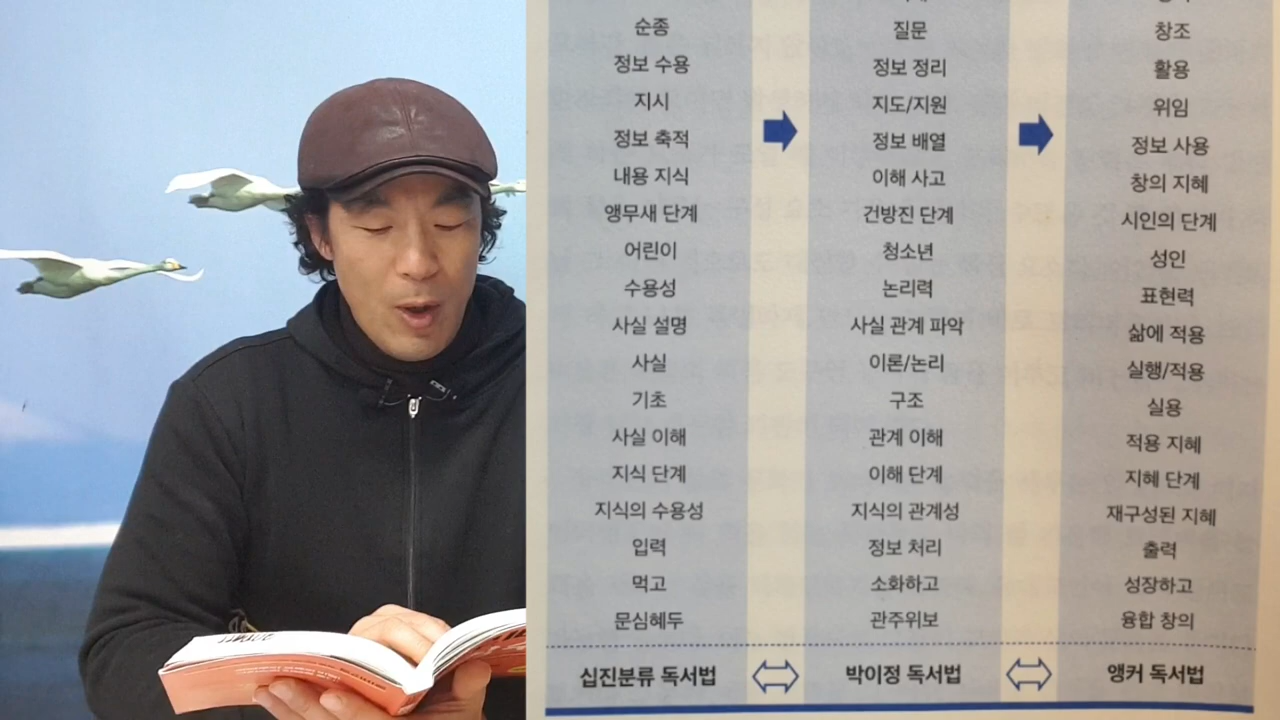 순종 질문 창조
정보 수용 정보 정리 활용
지시 지도/지원 위임
정보 축적 정보 배열 정보 사용
내용 지식 이해 사고 창의 지혜
앵무새 단계 건방진 단계 시인의 단계
어린이 청소년 성인
수용성 논리력 표현력
사실 설명 사실 관계 파악 삶에 적용
사실 이론/논리 실행/적용
기초 구조 실용
사실 이해 관계 이해 적용 지혜
지식 단계 이해 단계 지혜 단계
지식의 수용성 지식의 관계성 재구성된 지혜
입력 정보 처리 출력
먹고 소화하고 성장하고
문심혜두 관주위보 융합 창의
십진분류 독서법 박이정 독서법 앵커 독서법